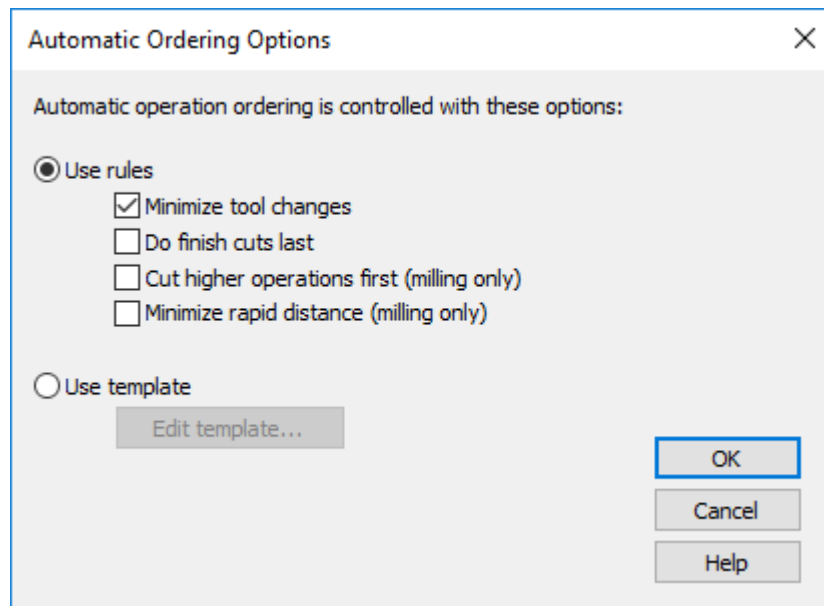 Automatic Ordering Options
Automatic operation ordering is controlled with these options:
Use rules
Minimize tool changes
Do finish cuts last
Cut higher operations first (milling only)
Minimize rapid distance (milling only)
Use template
Edit template...
OK
Cancel
Help